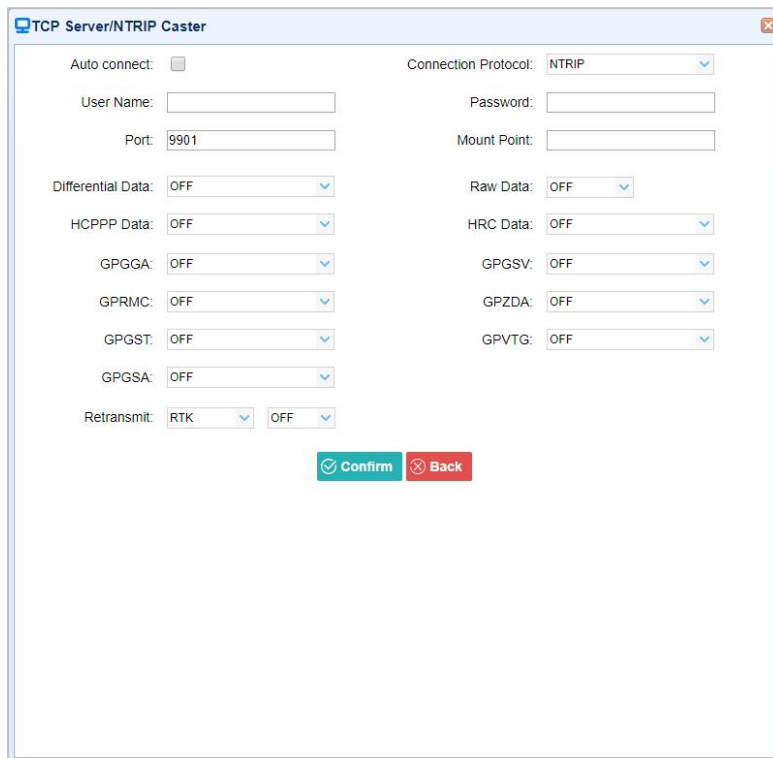 TCP Server/NTRIP Caster
Auto connect: Connection Protocol: NTRIP
User Name: Password:
Port: 9901 Mount Point:
Differential Data: OFF Raw Data: OFF
HCPPP Data: OFF HRC Data: OFF
GPGGA: OFF GPGSV: OFF
GPRMC: OFF GPZDA: OFF
GPGST: OFF GPVTG: OFF
GPGSA: OFF
Retransmit: RTK OFF
Confirm Back